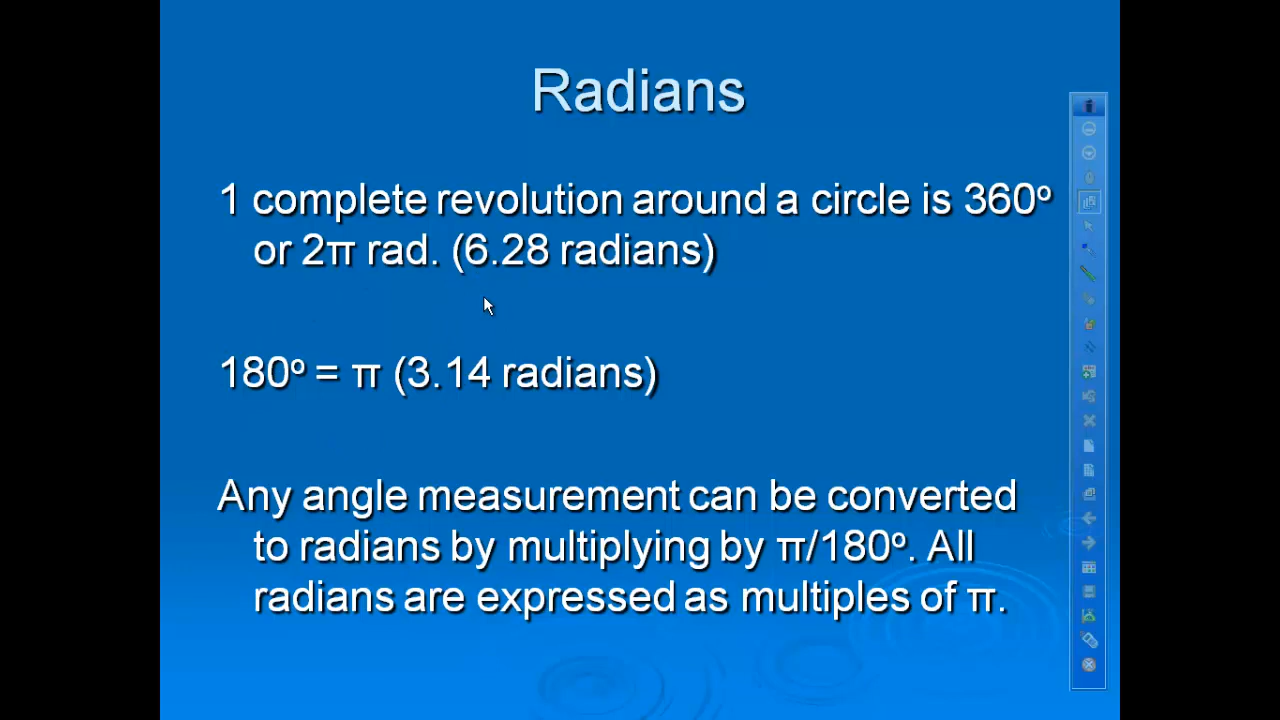 Radians
1 complete revolution around a circle is 360º
or 2π rad. (6.28 radians)
180º = π (3.14 radians)
Any angle measurement can be converted
to radians by multiplying by π/180º. All
radians are expressed as multiples of π.